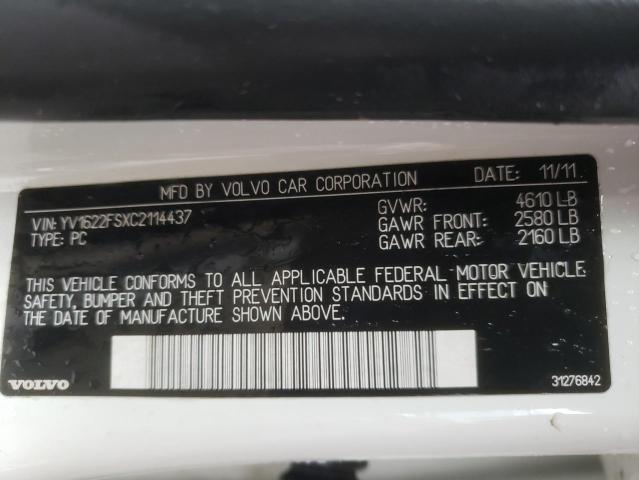 MFD BY VOLVO CAR CORPORATION DATE: 11/11
VIN: YV1622FSXC2114437 GVWR: 4610 LB
TYPE: PC GAWR FRONT: 2580 LB
GAWR REAR: 2160 LB
THIS VEHICLE CONFORMS TO ALL APPLICABLE FEDERAL MOTOR VEHICLE
SAFETY, BUMPER AND THEFT PREVENTION STANDARDS IN EFFECT ON
THE DATE OF MANUFACTURE SHOWN ABOVE.
VOLVO 31276842